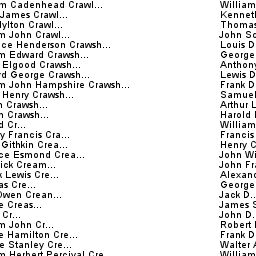 m Cadenhead Crawl... William
James Crawl... Kennet
ylton Crawl... Thomas
m John Crawl... John So
ce Henderson Crawsh... Louis D
m Edward Crawsh... George
Elgood Crawsh... Anthony
rd George Crawsh... Lewis D
m John Hampshire Crawsh... Frank D
Henry Crawsh... Samuel
n Crawsh... Arthur L
n Crawsh... Harold
d Cr... William
y Francis Cra... Francis
Githkin Crea... Henry C
ce Esmond Crea... John Wi
ick Cream... John Fr
k Lewis Cre... Alexand
as Cre... George
Owen Crean... Jack D.
e Creas... James S
Cr... John D.
m John Cr... Robert
e Hamilton Cre... Frank D
e Stanley Cre... Walter
m Herbert Percival Cre... William